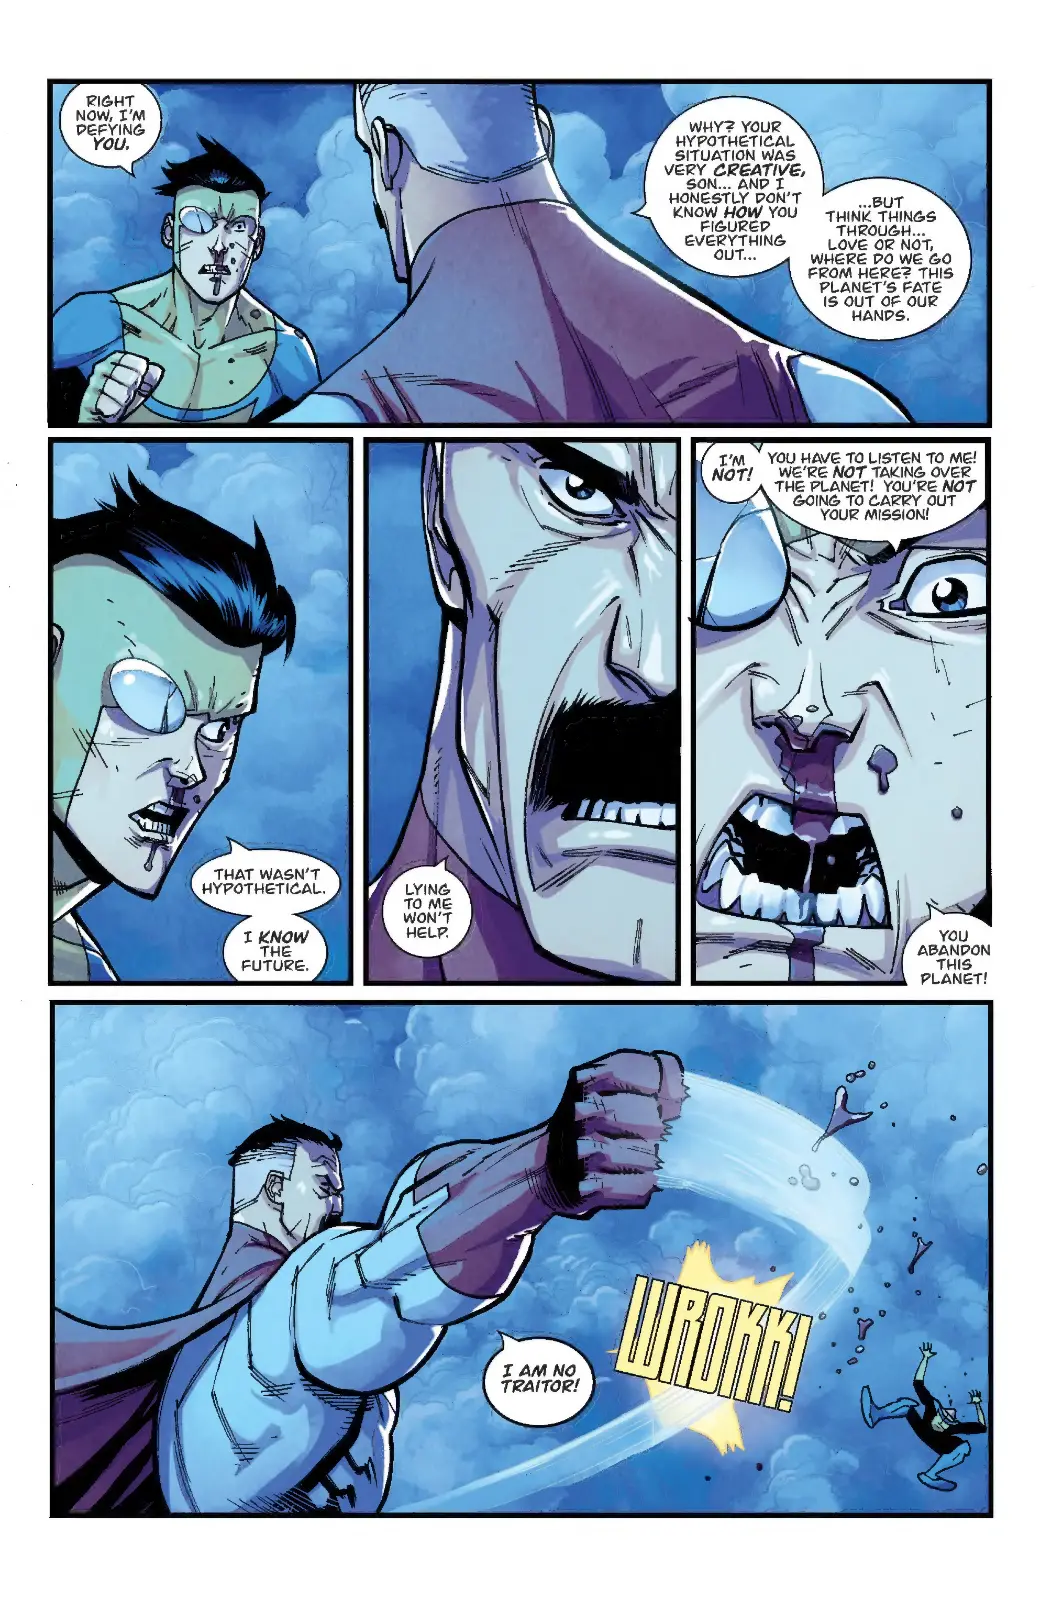 RIGHT
NOW, I'M
DEFYING
YOU.
WHY? YOUR
HYPOTHETICAL
SITUATION WAS
VERY CREATIVE,
SON... AND I
HONESTLY DON'T
KNOW HOW YOU
FIGURED
EVERYTHING
OUT...
...BUT
THINK THINGS
THROUGH...
LOVE OR NOT,
WHERE DO WE GO
FROM HERE? THIS
PLANET'S FATE
IS OUT OF OUR
HANDS.
THAT WASN'T
HYPOTHETICAL.
I KNOW
THE
FUTURE.
LYING
TO ME
WON'T
HELP.
I'M
NOT!
YOU HAVE TO LISTEN TO ME!
WE'RE NOT TAKING OVER
THE PLANET! YOU'RE NOT
GOING TO CARRY OUT
YOUR MISSION!
YOU
ABANDON
THIS
PLANET!
I AM NO
TRAITOR!
WROKK!